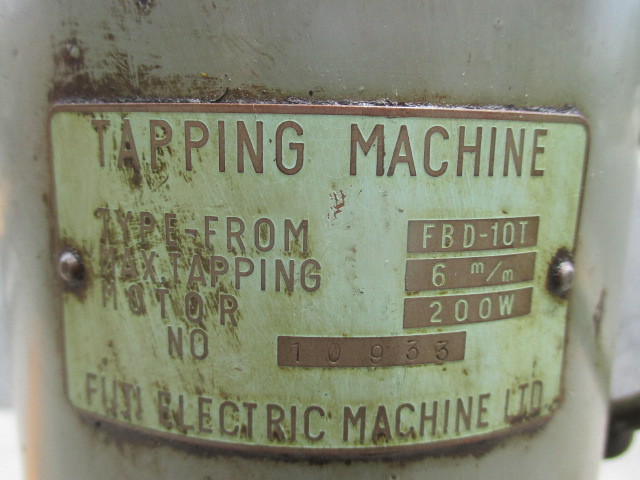 TAPPING MACHINE
TYPE-FROM FBD-10T
MAX.TAPPING 6 m/m
MOTOR 200W
NO 10933
FUJI ELECTRIC MACHINE LTD.